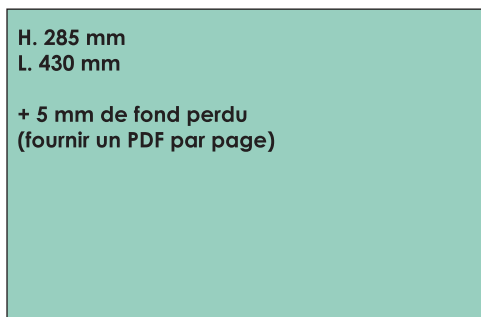 H. 285 mm
L. 430 mm
+ 5 mm de fond perdu
(fournir un PDF par page)